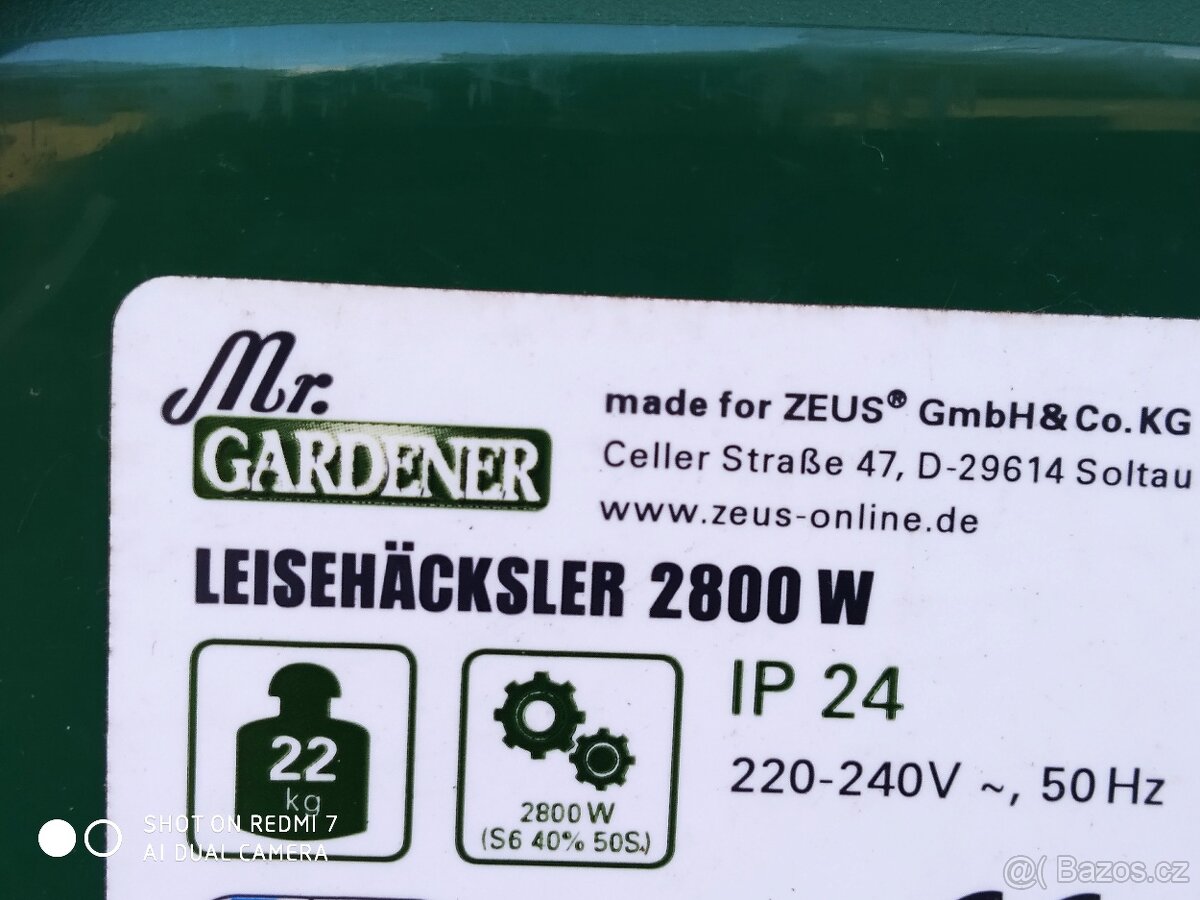 Mr.
GARDENER
made for ZEUS® GmbH & Co. KG
Celler Straße 47, D-29614 Soltau
www.zeus-online.de
LEISEHÄCKSLER 2800 W
22
kg
2800 W
(S6 40% 50S.)
IP 24
220-240V ~, 50 Hz
SHOT ON REDMI 7
AI DUAL CAMERA
@( Bazos.cz